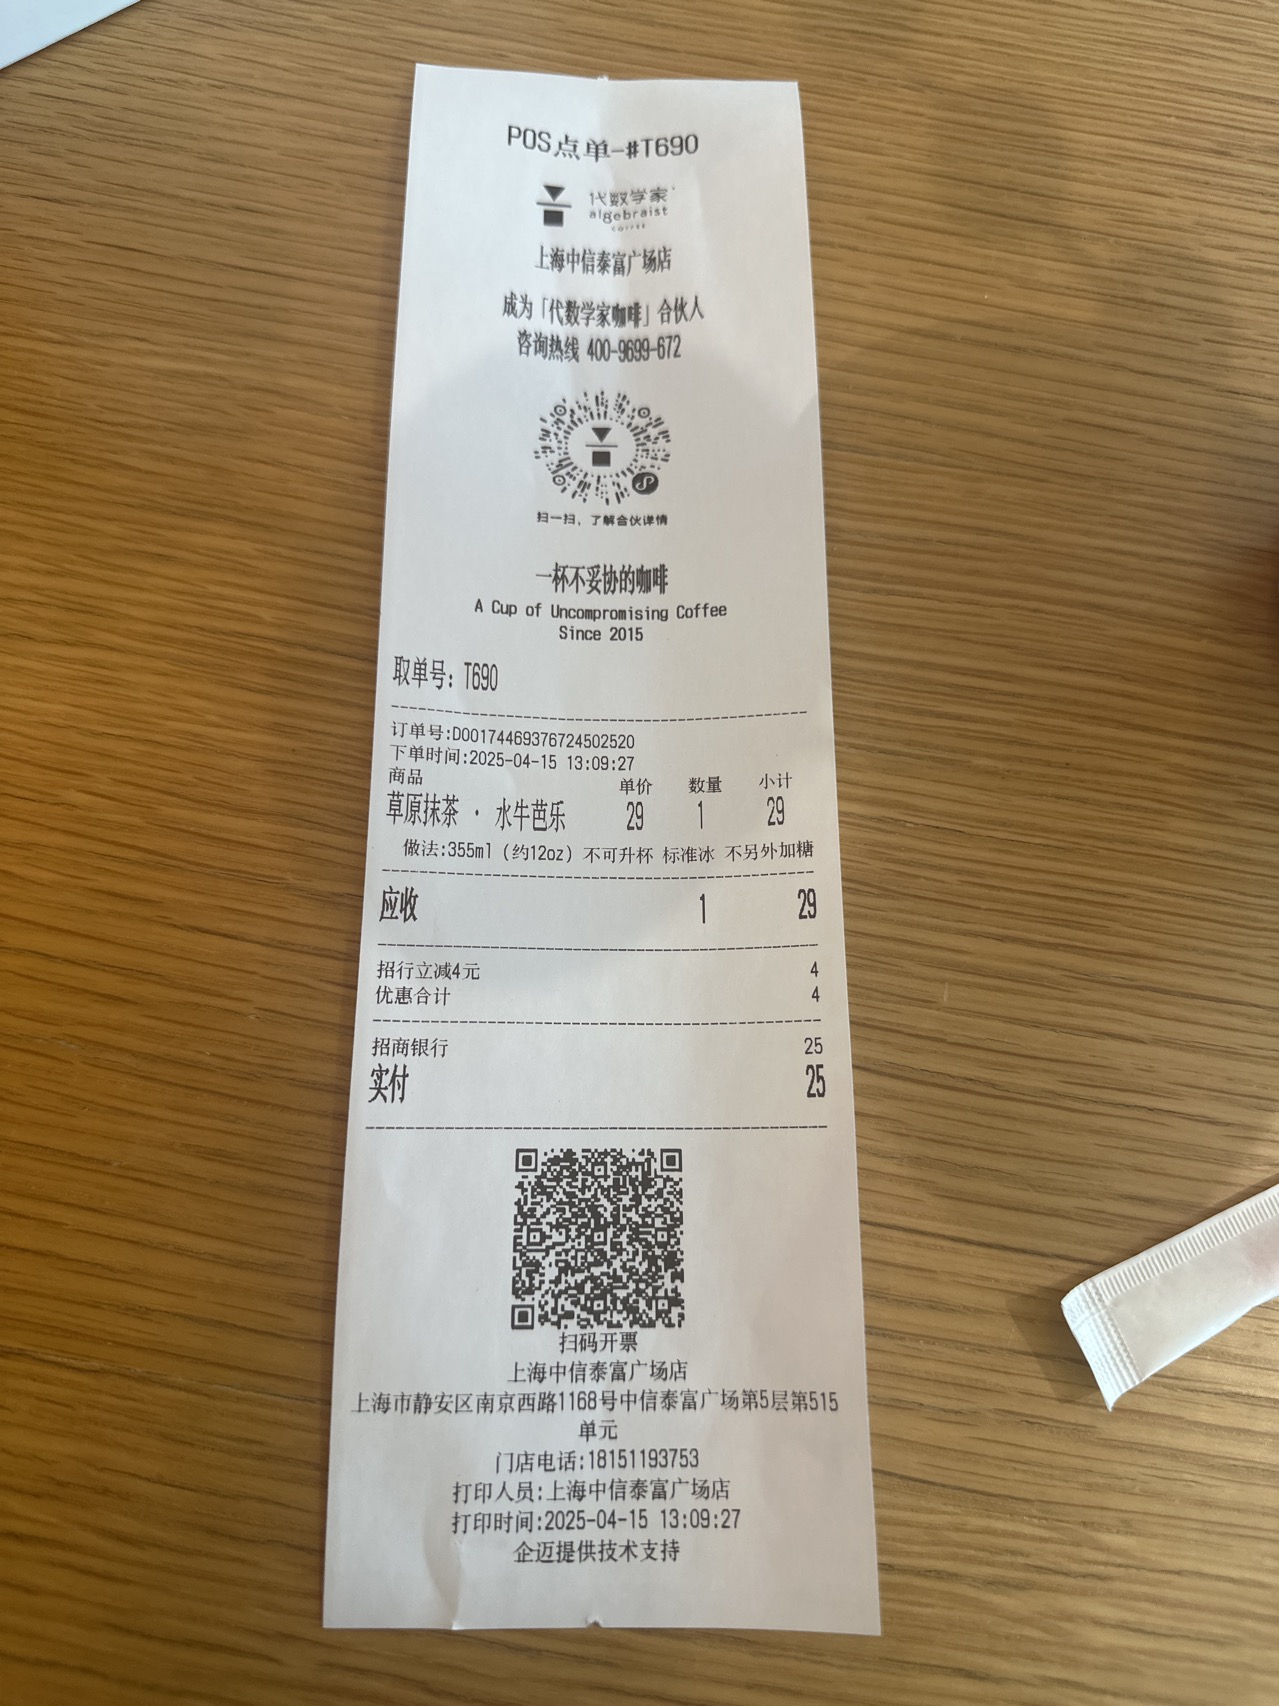 POS点单-#T690
代数学家
algebraist
COFFEE
上海中信泰富广场店
成为「代数学家咖啡」合伙人
咨询热线 400-9699-672
扫一扫，了解合伙详情
一杯不妥协的咖啡
A Cup of Uncompromising Coffee
Since 2015
取单号：T690
订单号:D00174469376724502520
下单时间:2025-04-15 13:09:27
商品 单价 数量 小计
草原抹茶 · 水牛芭乐 29 1 29
做法:355ml（约12oz）不可升杯 标准冰 不另外加糖
应收 1 29
招行立减4元 4
优惠合计 4
招商银行 25
实付 25
扫码开票
上海中信泰富广场店
上海市静安区南京西路1168号中信泰富广场第5层第515
单元
门店电话:18151193753
打印人员:上海中信泰富广场店
打印时间:2025-04-15 13:09:27
企迈提供技术支持